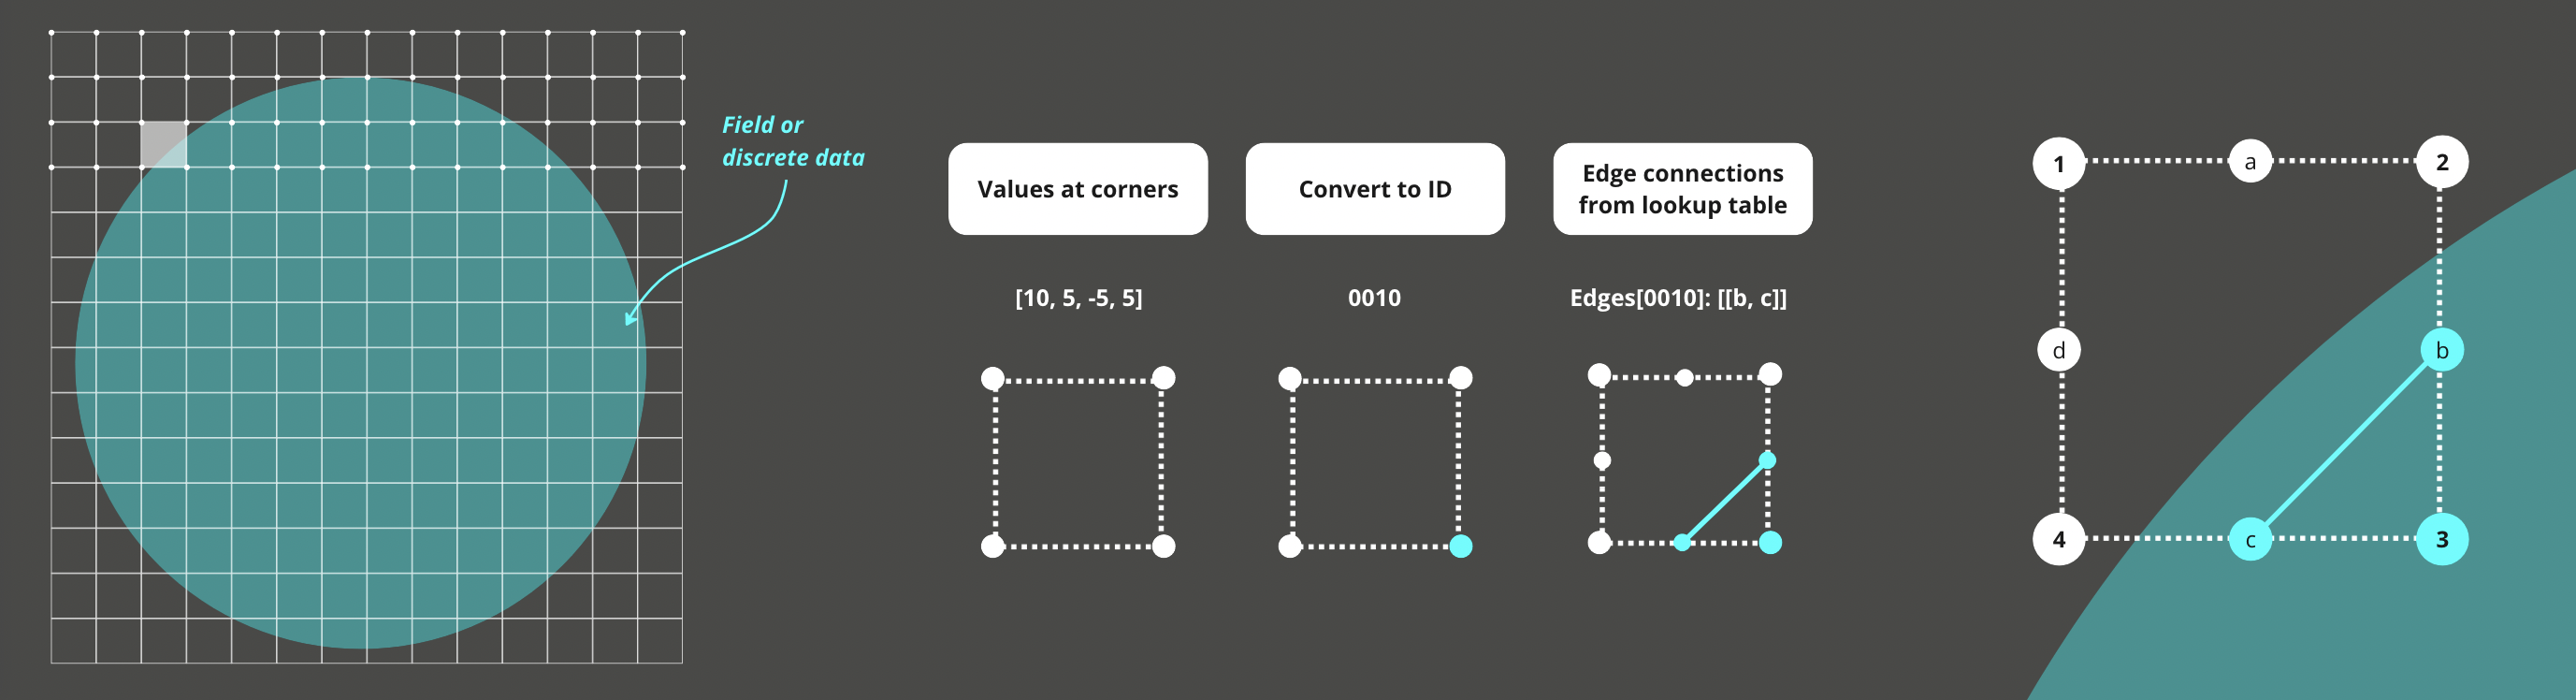 Field or
discrete data
Values at corners
Convert to ID
Edge connections
from lookup table
[10, 5, -5, 5]
0010
Edges[0010]: [[b, c]]
1
a
2
d
b
4
c
3